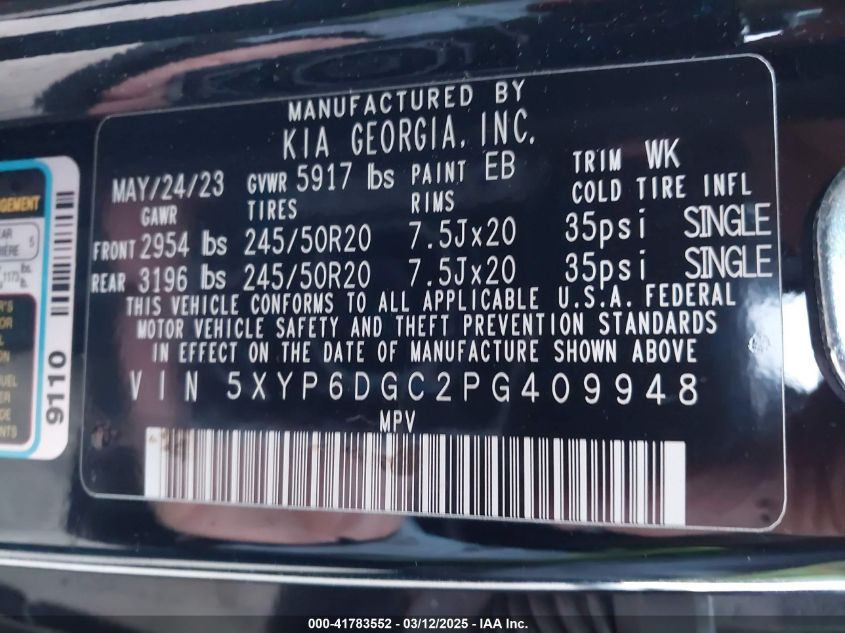 MANUFACTURED BY
KIA GEORGIA, INC.
MAY/24/23 GVWR 5917 lbs PAINT EB TRIM WK
GAWR TIRES RIMS COLD TIRE INFL
FRONT 2954 lbs 245/50R20 7.5Jx20 35psi SINGLE
REAR 3196 lbs 245/50R20 7.5Jx20 35psi SINGLE
THIS VEHICLE CONFORMS TO ALL APPLICABLE U.S.A. FEDERAL
MOTOR VEHICLE SAFETY AND THEFT PREVENTION STANDARDS
IN EFFECT ON THE DATE OF MANUFACTURE SHOWN ABOVE
VIN 5XYP6DGC2PG409948
MPV
9110
000-41783552 - 03/12/2025 - IAA Inc.